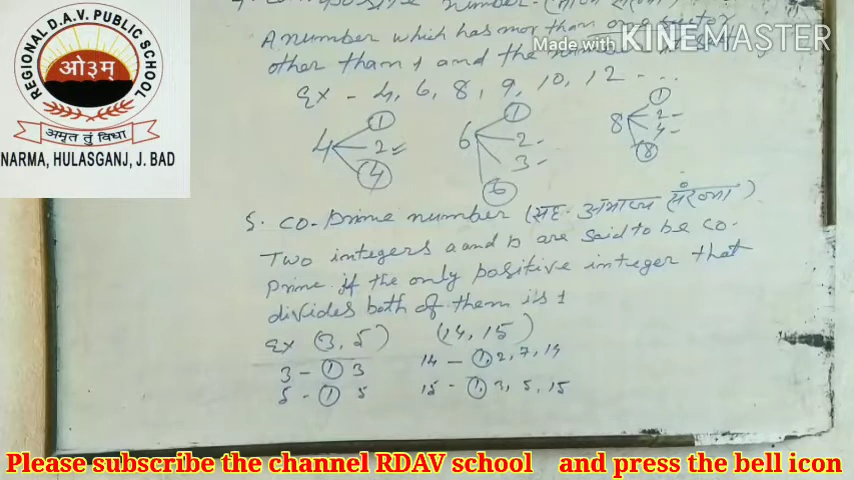 REGIONAL D.A.V. PUBLIC SCHOOL
ओ३म्
अमृत तुं विधा
NARMA, HULASGANJ, J. BAD
Made with KINEMASTER
composite number-
A number which has mor than one factor
other than 1 and the number
Ex - 4, 6, 8, 9, 10, 12 - ...
4 1 2 4
6 1 2 3 6
8 1 2 4 8
5. co-prime number (सह-अभाज्य संख्या)
Two integers a and b are said to be co-
prime if the only positive integer that
divides both of them is 1
Ex (3, 5) (14, 15)
3 - 1 3 14 - 1, 2, 7, 14
5 - 1 5 15 - 1, 3, 5, 15
Please subscribe the channel RDAV school and press the bell icon